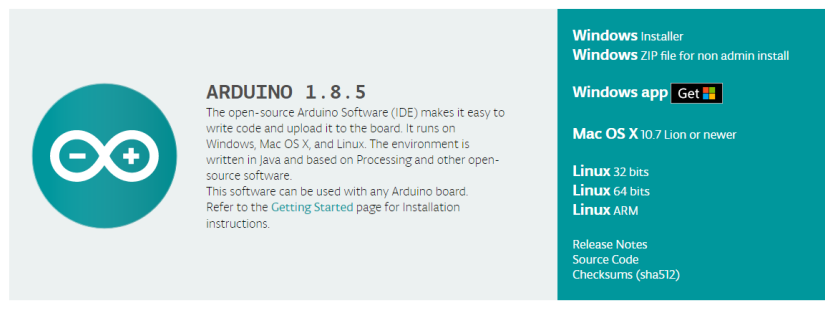 ARDUINO 1.8.5
The open-source Arduino Software (IDE) makes it easy to
write code and upload it to the board. It runs on
Windows, Mac OS X, and Linux. The environment is
written in Java and based on Processing and other open-
source software.
This software can be used with any Arduino board.
Refer to the Getting Started page for Installation
instructions.
Windows Installer
Windows ZIP file for non admin install
Windows app Get
Mac OS X 10.7 Lion or newer
Linux 32 bits
Linux 64 bits
Linux ARM
Release Notes
Source Code
Checksums (sha512)